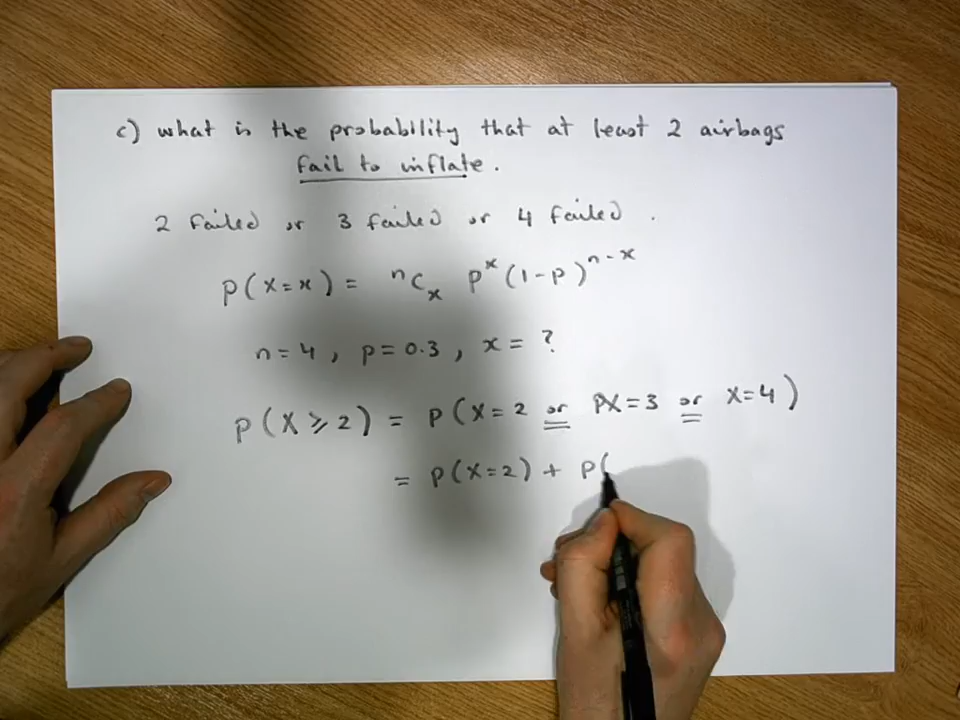 c) what is the probability that at least 2 airbags
fail to inflate.
2 failed or 3 failed or 4 failed .
P(X=x) = ⁿCₓ pˣ(1-p)ⁿ⁻ˣ
n=4 , p=0.3 , x = ?
P(X ⩾ 2) = P(X=2 or PX=3 or X=4)
= P(X=2) + P(